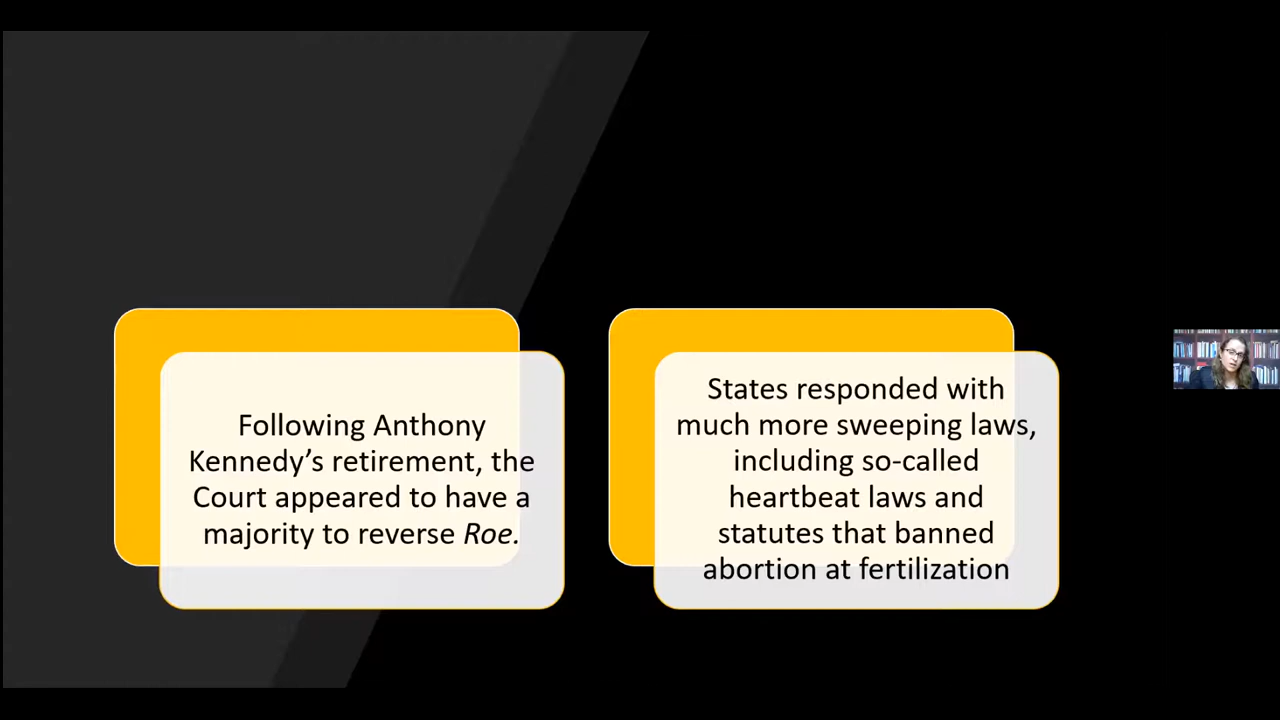 Following Anthony
Kennedy’s retirement, the
Court appeared to have a
majority to reverse Roe.
States responded with
much more sweeping laws,
including so-called
heartbeat laws and
statutes that banned
abortion at fertilization